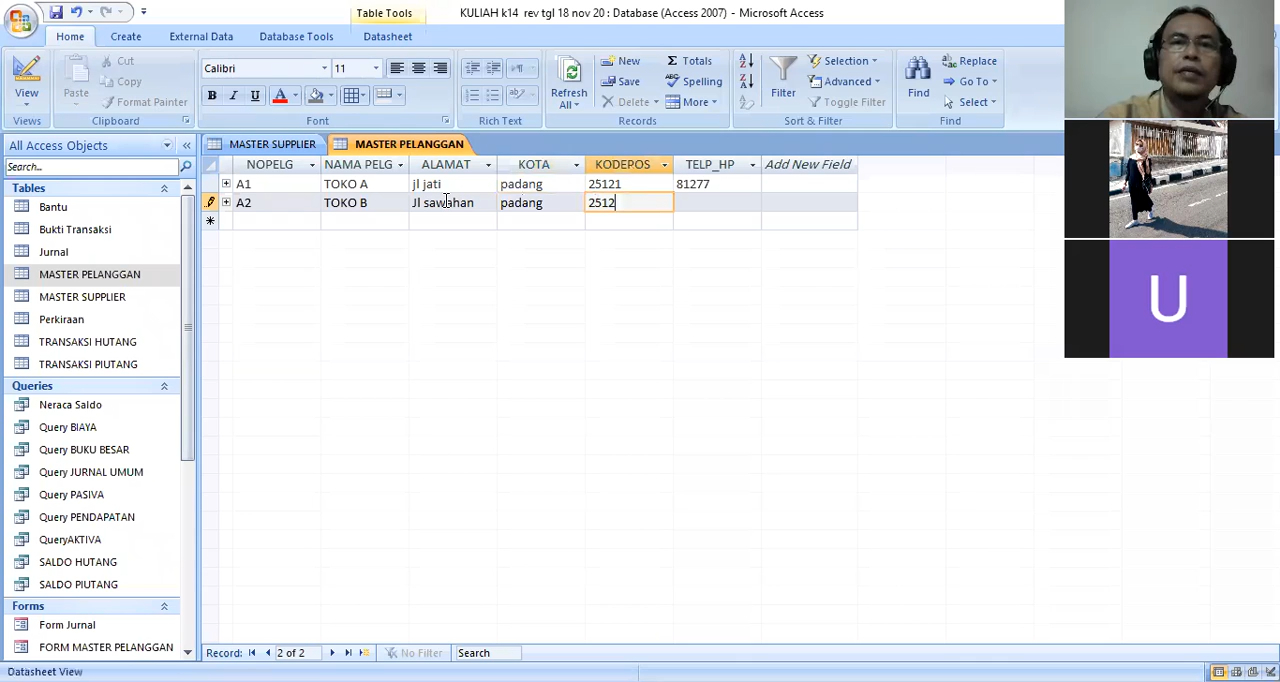 Table Tools
KULIAH k14 rev tgl 18 nov 20 : Database (Access 2007) - Microsoft Access
Home Create External Data Database Tools Datasheet
View
Views
Paste
Cut
Copy
Format Painter
Clipboard
Calibri 11
B I U A
Font
Rich Text
Refresh All
New
Save
Delete
Totals
Spelling
More
Records
Filter
Selection
Advanced
Toggle Filter
Sort & Filter
Find
Replace
Go To
Select
Find
All Access Objects
Search...
Tables
Bantu
Bukti Transaksi
Jurnal
MASTER PELANGGAN
MASTER SUPPLIER
Perkiraan
TRANSAKSI HUTANG
TRANSAKSI PIUTANG
Queries
Neraca Saldo
Query BIAYA
Query BUKU BESAR
Query JURNAL UMUM
Query PASIVA
Query PENDAPATAN
QueryAKTIVA
SALDO HUTANG
SALDO PIUTANG
Forms
Form Jurnal
FORM MASTER PELANGGAN
MASTER SUPPLIER MASTER PELANGGAN
NOPELG NAMA PELG ALAMAT KOTA KODEPOS TELP_HP Add New Field
A1 TOKO A jl jati padang 25121 81277
A2 TOKO B Jl sawahan padang 2512
U
Record: 2 of 2 No Filter Search
Datasheet View